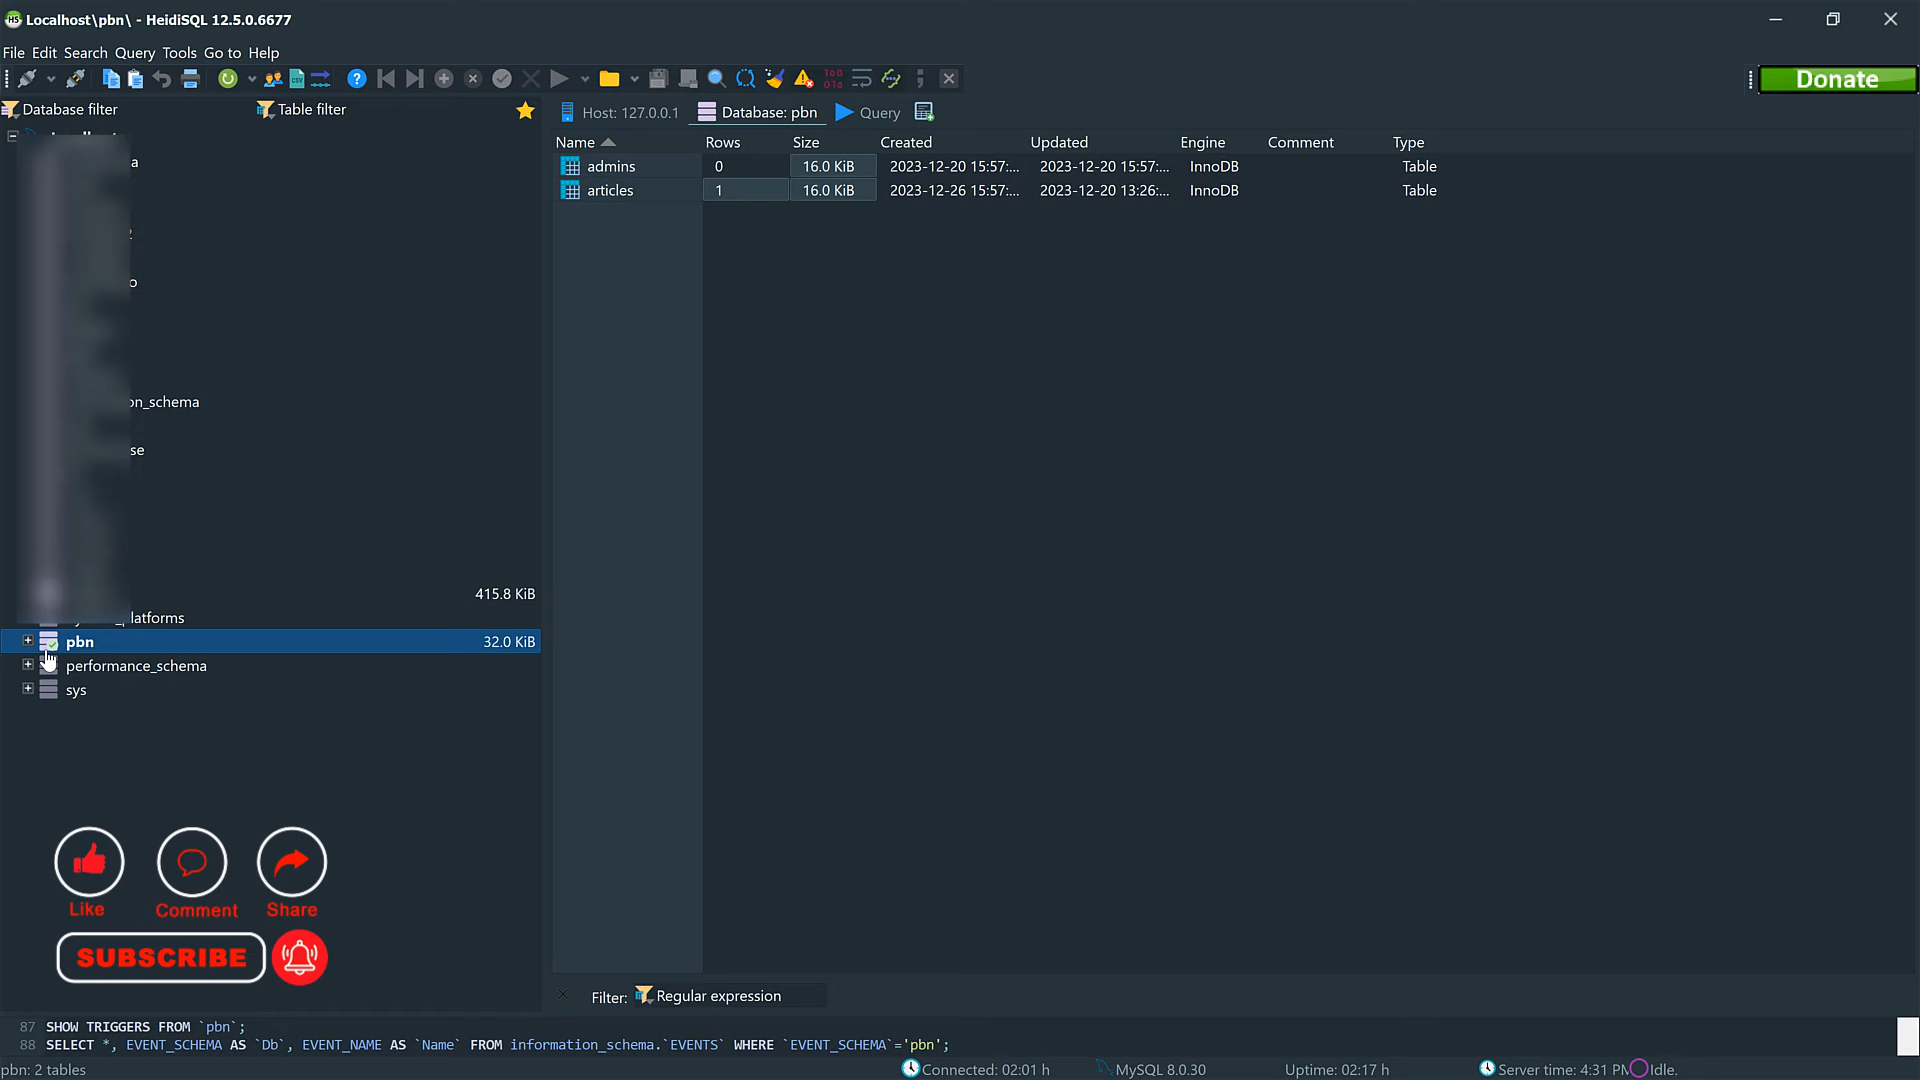 Localhost\pbn\ - HeidiSQL 12.5.0.6677
File Edit Search Query Tools Go to Help
Donate
Database filter Table filter
Host: 127.0.0.1 Database: pbn Query
Name Rows Size Created Updated Engine Comment Type
admins 0 16.0 KiB 2023-12-20 15:57:... 2023-12-20 15:57:... InnoDB Table
articles 1 16.0 KiB 2023-12-26 15:57:... 2023-12-20 13:26:... InnoDB Table
a
2
o
on_schema
se
415.8 KiB
latforms
pbn 32.0 KiB
performance_schema
sys
Like Comment Share
SUBSCRIBE
Filter: Regular expression
87 SHOW TRIGGERS FROM `pbn`;
88 SELECT *, EVENT_SCHEMA AS `Db`, EVENT_NAME AS `Name` FROM information_schema.`EVENTS` WHERE `EVENT_SCHEMA`='pbn';
pbn: 2 tables Connected: 02:01 h MySQL 8.0.30 Uptime: 02:17 h Server time: 4:31 PM Idle.